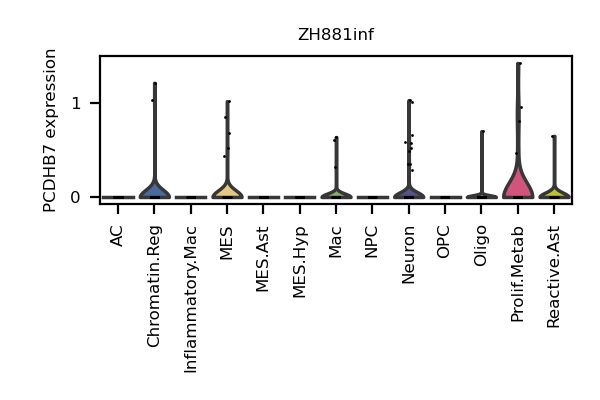 ZH881inf
PCDHB7 expression
1
0
AC
Chromatin.Reg
Inflammatory.Mac
MES
MES.Ast
MES.Hyp
Mac
NPC
Neuron
OPC
Oligo
Prolif.Metab
Reactive.Ast